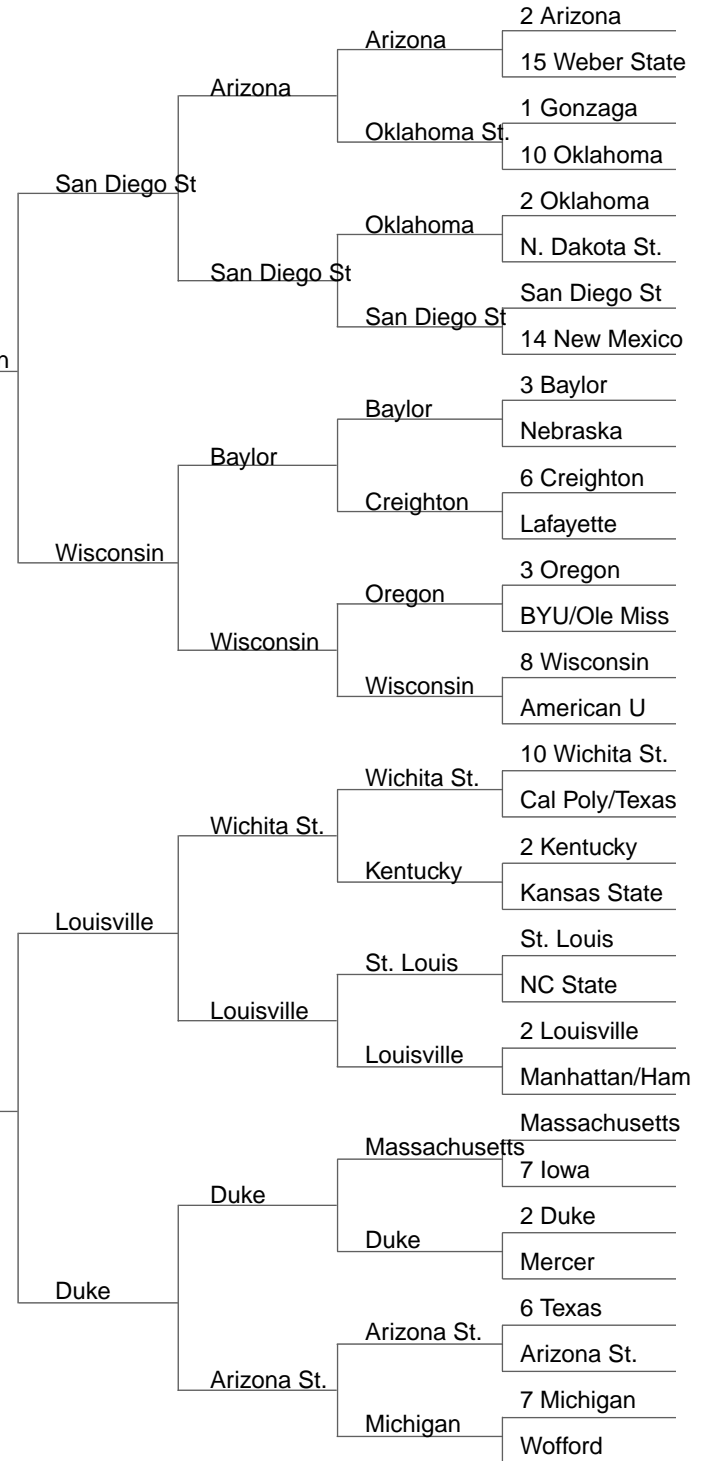 2 Arizona
Arizona
15 Weber State
Arizona
1 Gonzaga
Oklahoma St.
10 Oklahoma
San Diego St
2 Oklahoma
Oklahoma
N. Dakota St.
San Diego St
San Diego St
San Diego St
14 New Mexico
n
3 Baylor
Baylor
Nebraska
Baylor
6 Creighton
Creighton
Lafayette
Wisconsin
3 Oregon
Oregon
BYU/Ole Miss
Wisconsin
8 Wisconsin
Wisconsin
American U
10 Wichita St.
Wichita St.
Cal Poly/Texas
Wichita St.
2 Kentucky
Kentucky
Kansas State
Louisville
St. Louis
St. Louis
NC State
Louisville
2 Louisville
Louisville
Manhattan/Ham
Massachusetts
Massachusetts
7 Iowa
Duke
2 Duke
Duke
Mercer
Duke
6 Texas
Arizona St.
Arizona St.
Arizona St.
7 Michigan
Michigan
Wofford